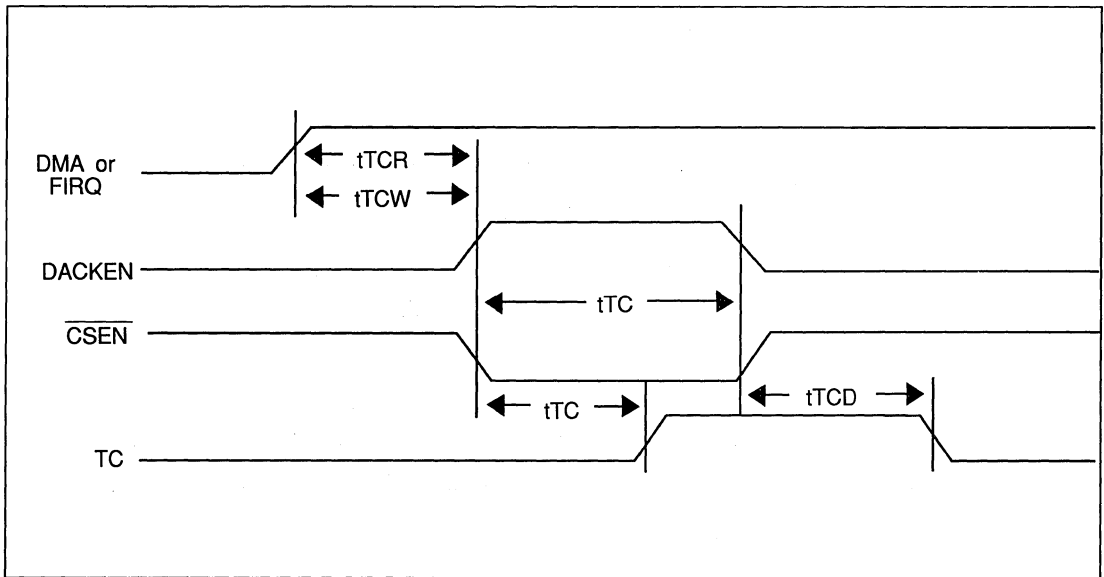 DMA or
FIRQ
tTCR
tTCW
DACKEN
tTC
CSEN
tTC
tTCD
TC